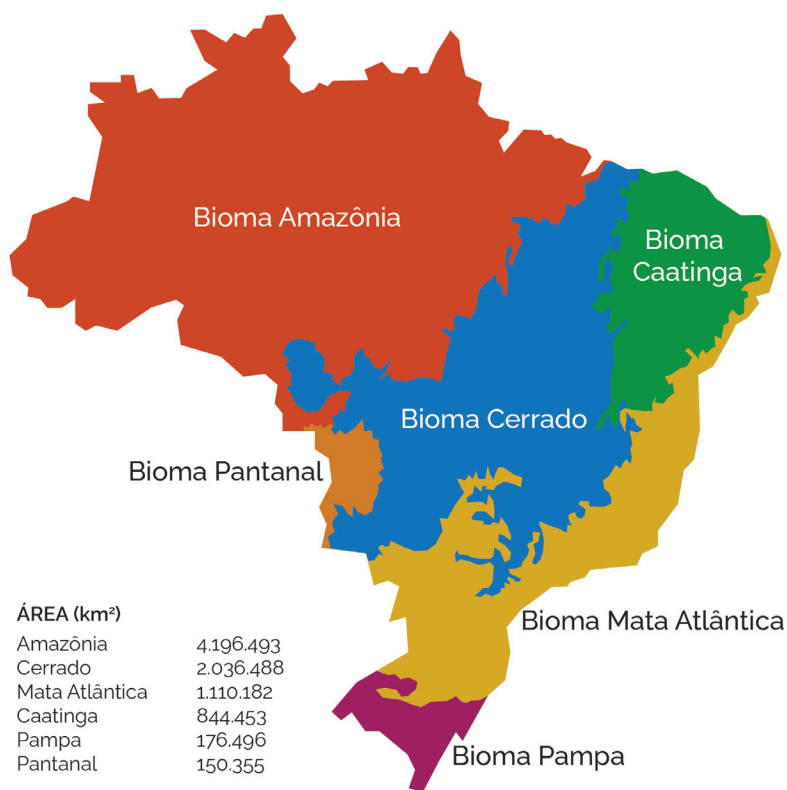 Bioma Amazônia
Bioma
Caatinga
Bioma Cerrado
Bioma Pantanal
Bioma Mata Atlântica
Bioma Pampa
ÁREA (km²)
Amazônia 4.196.493
Cerrado 2.036.488
Mata Atlântica 1.110.182
Caatinga 844.453
Pampa 176.496
Pantanal 150.355